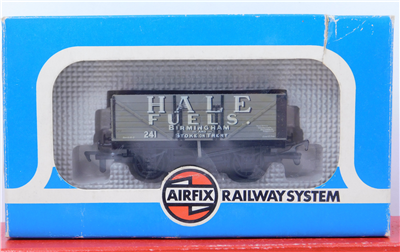 HALE
FUELS.
BIRMINGHAM
241 STOKE ON TRENT
AIRFIX RAILWAY SYSTEM